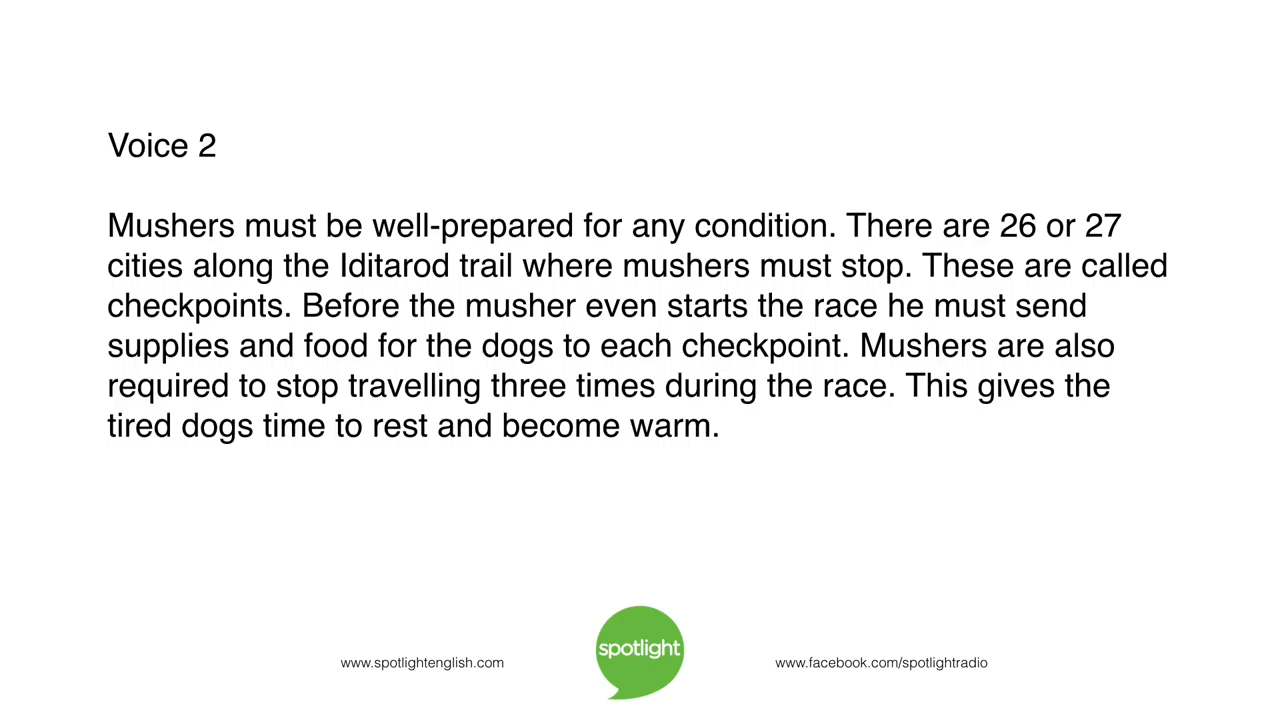 Voice 2
Mushers must be well-prepared for any condition. There are 26 or 27
cities along the Iditarod trail where mushers must stop. These are called
checkpoints. Before the musher even starts the race he must send
supplies and food for the dogs to each checkpoint. Mushers are also
required to stop travelling three times during the race. This gives the
tired dogs time to rest and become warm.
www.spotlightenglish.com
spotlight
www.facebook.com/spotlightradio